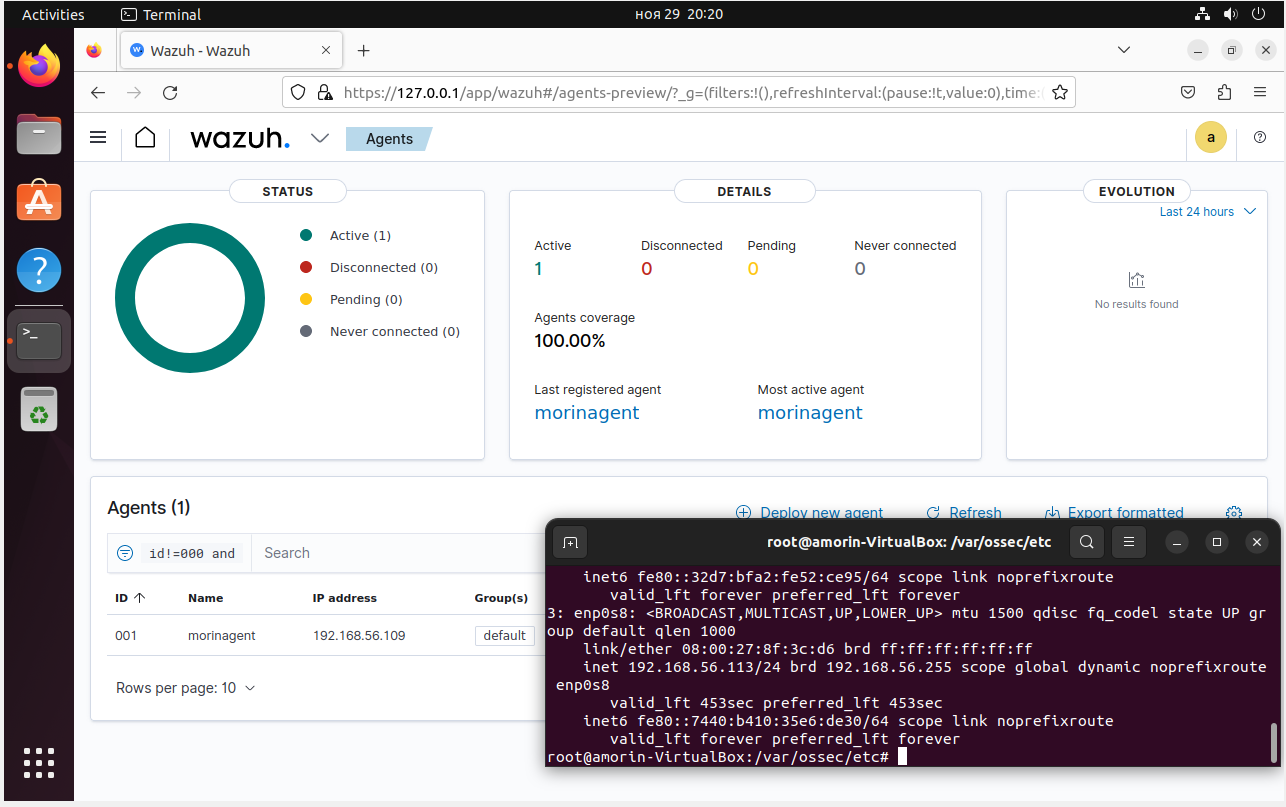 Activities Terminal ноя 29 20:20
Wazuh - Wazuh
https://127.0.0.1/app/wazuh#/agents-preview/?_g=(filters:!(),refreshInterval:(pause:!t,value:0),time:(
wazuh. Agents a
STATUS
Active (1)
Disconnected (0)
Pending (0)
Never connected (0)
DETAILS
Active Disconnected Pending Never connected
1 0 0 0
Agents coverage
100.00%
Last registered agent Most active agent
morinagent morinagent
EVOLUTION
Last 24 hours
No results found
Agents (1) Deploy new agent Refresh Export formatted
id!=000 and Search
ID Name IP address Group(s)
001 morinagent 192.168.56.109 default
Rows per page: 10
root@amorin-VirtualBox: /var/ossec/etc
inet6 fe80::32d7:bfa2:fe52:ce95/64 scope link noprefixroute
valid_lft forever preferred_lft forever
3: enp0s8: <BROADCAST,MULTICAST,UP,LOWER_UP> mtu 1500 qdisc fq_codel state UP gr
oup default qlen 1000
link/ether 08:00:27:8f:3c:d6 brd ff:ff:ff:ff:ff:ff
inet 192.168.56.113/24 brd 192.168.56.255 scope global dynamic noprefixroute
enp0s8
valid_lft 453sec preferred_lft 453sec
inet6 fe80::7440:b410:35e6:de30/64 scope link noprefixroute
valid_lft forever preferred_lft forever
root@amorin-VirtualBox:/var/ossec/etc#